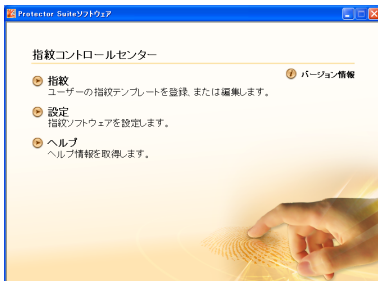 Protector Suiteソフトウェア
指紋コントロールセンター
バージョン情報
指紋
ユーザーの指紋テンプレートを登録、または編集します。
設定
指紋ソフトウェアを設定します。
ヘルプ
ヘルプ情報を取得します。